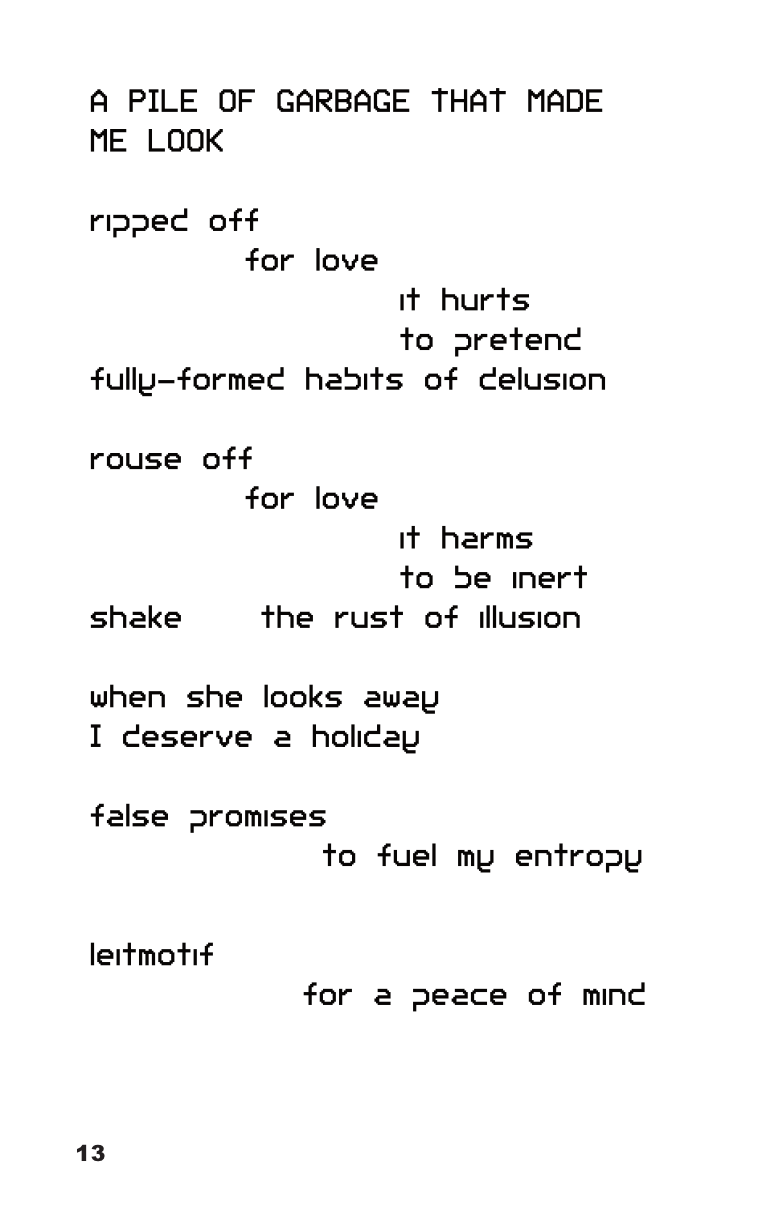 A PILE OF GARBAGE THAT MADE
ME LOOK
ripped off
for love
it hurts
to pretend
fully-formed habits of delusion
rouse off
for love
it harms
to be inert
shake the rust of illusion
when she looks away
I deserve a holiday
false promises
to fuel my entropy
leitmotif
for a peace of mind
13